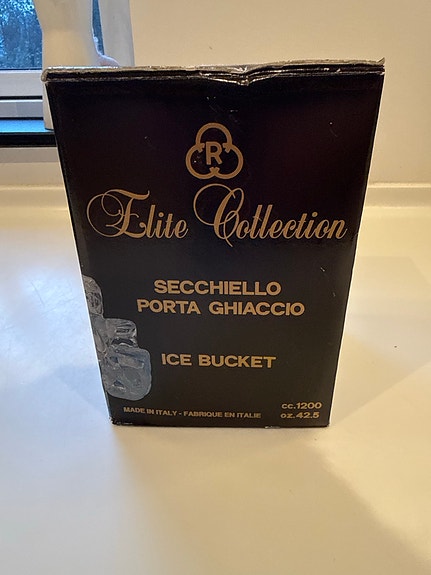 R
Elite Collection
SECCHIELLO
PORTA GHIACCIO
ICE BUCKET
MADE IN ITALY - FABRIQUE EN ITALIE
cc.1200
oz.42.5